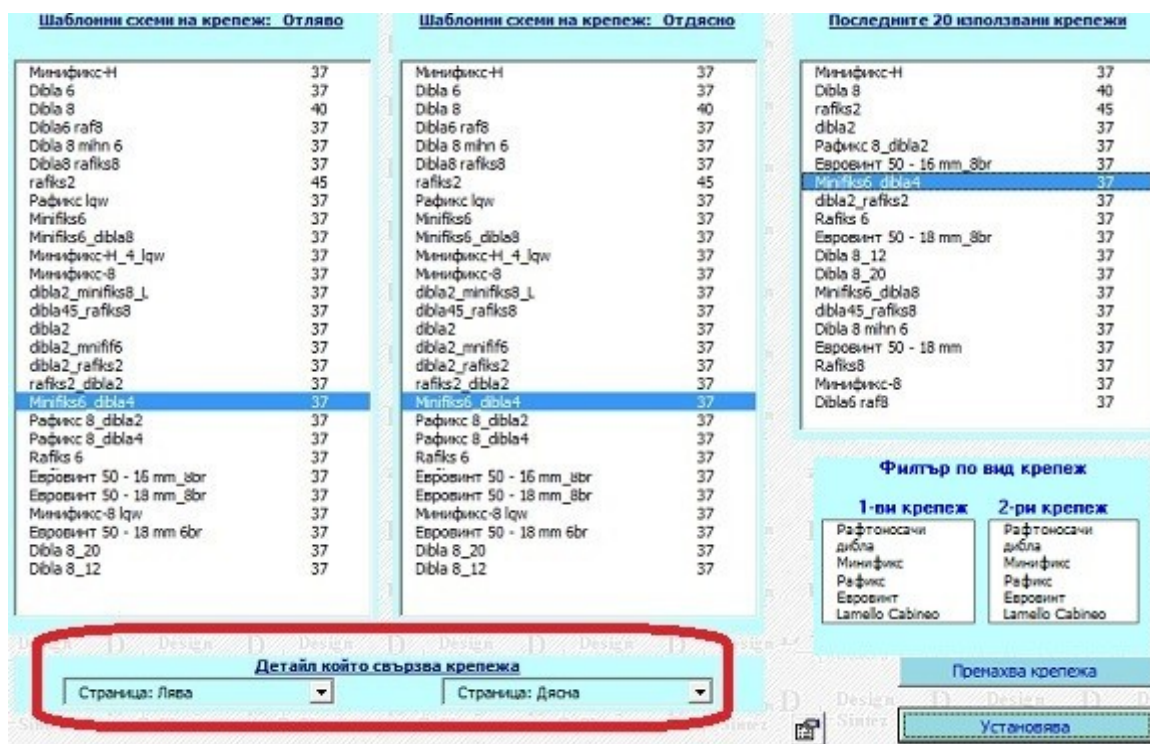 Шаблонни схеми на крепеж: Отляво
Минификс-Н 37
Dibla 6 37
Dibla 8 40
Dibla6 raf8 37
Dibla 8 mihn 6 37
Dibla8 rafiks8 37
rafiks2 45
Рафикс lqw 37
Minifiks6 37
Minifiks6_dibla8 37
Минификс-Н_4_lqw 37
Минификс-8 37
dibla2_minifiks8_L 37
dibla45_rafiks8 37
dibla2 37
dibla2_mnifif6 37
dibla2_rafiks2 37
rafiks2_dibla2 37
Minifiks6_dibla4 37
Рафикс 8_dibla2 37
Рафикс 8_dibla4 37
Rafiks 6 37
Евровинт 50 - 16 mm_8br 37
Евровинт 50 - 18 mm_8br 37
Минификс-8 lqw 37
Евровинт 50 - 18 mm 6br 37
Dibla 8_20 37
Dibla 8_12 37
Шаблонни схеми на крепеж: Отдясно
Минификс-Н 37
Dibla 6 37
Dibla 8 40
Dibla6 raf8 37
Dibla 8 mihn 6 37
Dibla8 rafiks8 37
rafiks2 45
Рафикс lqw 37
Minifiks6 37
Minifiks6_dibla8 37
Минификс-Н_4_lqw 37
Минификс-8 37
dibla2_minifiks8_L 37
dibla45_rafiks8 37
dibla2 37
dibla2_mnifif6 37
dibla2_rafiks2 37
rafiks2_dibla2 37
Minifiks6_dibla4 37
Рафикс 8_dibla2 37
Рафикс 8_dibla4 37
Rafiks 6 37
Евровинт 50 - 16 mm_8br 37
Евровинт 50 - 18 mm_8br 37
Минификс-8 lqw 37
Евровинт 50 - 18 mm 6br 37
Dibla 8_20 37
Dibla 8_12 37
Последните 20 използвани крепежи
Минификс-Н 37
Dibla 8 40
rafiks2 45
dibla2 37
Рафикс 8_dibla2 37
Евровинт 50 - 16 mm_8br 37
Minifiks6_dibla4 37
dibla2_rafiks2 37
Rafiks 6 37
Евровинт 50 - 18 mm_8br 37
Dibla 8_12 37
Dibla 8_20 37
Minifiks6_dibla8 37
dibla45_rafiks8 37
Dibla 8 mihn 6 37
Евровинт 50 - 18 mm 37
Rafiks8 37
Минификс-8 37
Dibla6 raf8 37
Филтър по вид крепеж
1-ви крепеж
Рафтоносачи
дибла
Минификс
Рафикс
Евровинт
Lamello Cabineo
2-ри крепеж
Рафтоносачи
дибла
Минификс
Рафикс
Евровинт
Lamello Cabineo
Детайл който свързва крепежа
Страница: Лява
Страница: Дясна
Премахва крепежа
Установява